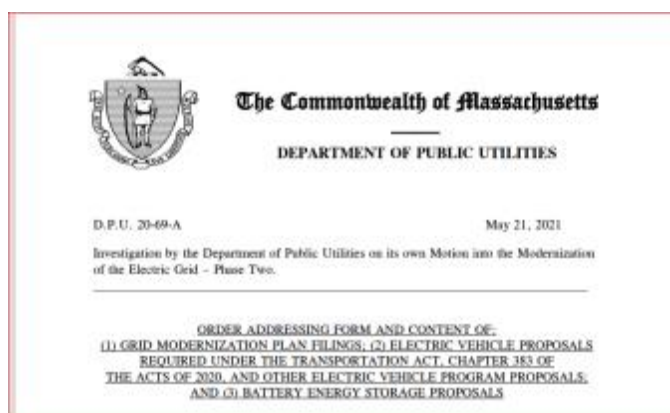 The Commonwealth of Massachusetts
DEPARTMENT OF PUBLIC UTILITIES
D.P.U. 20-69-A
May 21, 2021
Investigation by the Department of Public Utilities on its own Motion into the Modernization
of the Electric Grid – Phase Two.
ORDER ADDRESSING FORM AND CONTENT OF:
(1) GRID MODERNIZATION PLAN FILINGS; (2) ELECTRIC VEHICLE PROPOSALS
REQUIRED UNDER THE TRANSPORTATION ACT, CHAPTER 383 OF
THE ACTS OF 2020, AND OTHER ELECTRIC VEHICLE PROGRAM PROPOSALS;
AND (3) BATTERY ENERGY STORAGE PROPOSALS